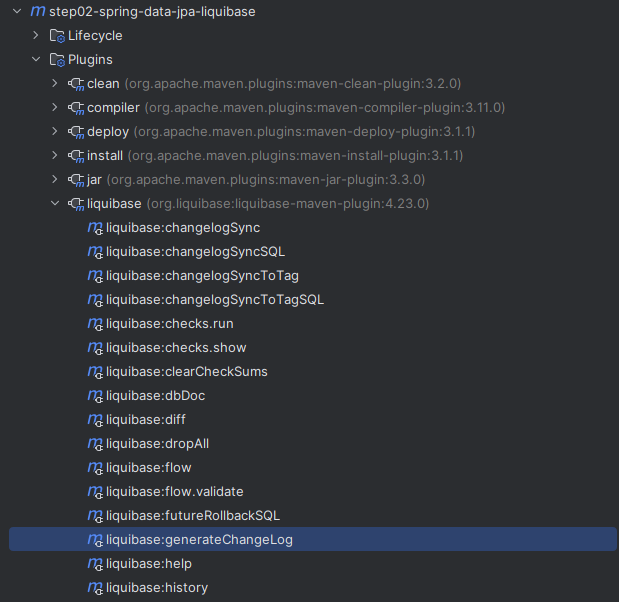 step02-spring-data-jpa-liquibase
Lifecycle
Plugins
clean (org.apache.maven.plugins:maven-clean-plugin:3.2.0)
compiler (org.apache.maven.plugins:maven-compiler-plugin:3.11.0)
deploy (org.apache.maven.plugins:maven-deploy-plugin:3.1.1)
install (org.apache.maven.plugins:maven-install-plugin:3.1.1)
jar (org.apache.maven.plugins:maven-jar-plugin:3.3.0)
liquibase (org.liquibase:liquibase-maven-plugin:4.23.0)
liquibase:changelogSync
liquibase:changelogSyncSQL
liquibase:changelogSyncToTag
liquibase:changelogSyncToTagSQL
liquibase:checks.run
liquibase:checks.show
liquibase:clearCheckSums
liquibase:dbDoc
liquibase:diff
liquibase:dropAll
liquibase:flow
liquibase:flow.validate
liquibase:futureRollbackSQL
liquibase:generateChangeLog
liquibase:help
liquibase:history